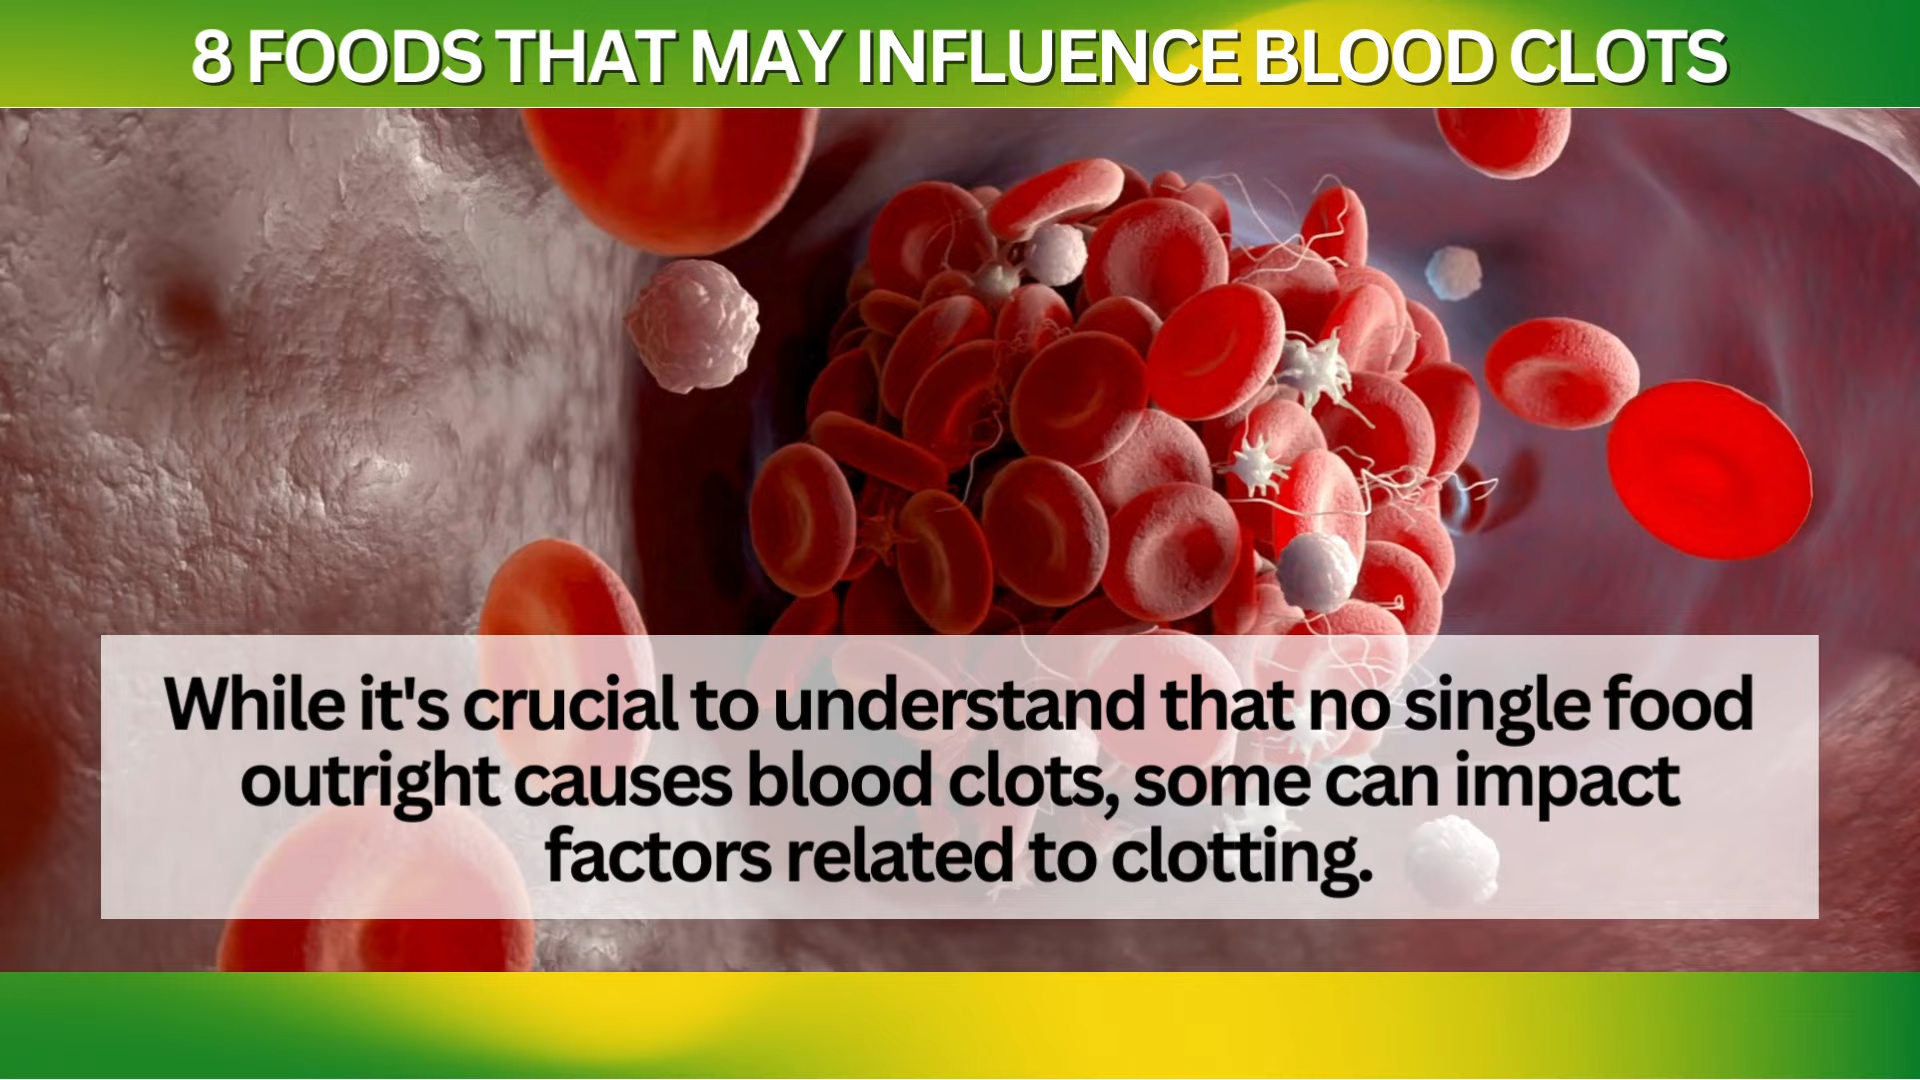 8 FOODS THAT MAY INFLUENCE BLOOD CLOTS
While it's crucial to understand that no single food
outright causes blood clots, some can impact
factors related to clotting.